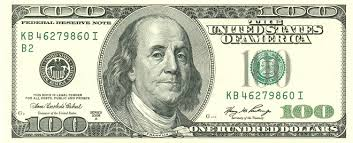 100
100
FEDERAL RESERVE NOTE
THE
UNITED STATES
OF AMERICA
KB 46279860 I
B2
THIS NOTE IS LEGAL TENDER
FOR ALL DEBTS, PUBLIC AND PRIVATE
KB 46279860 I
100
100
ONE HUNDRED DOLLARS